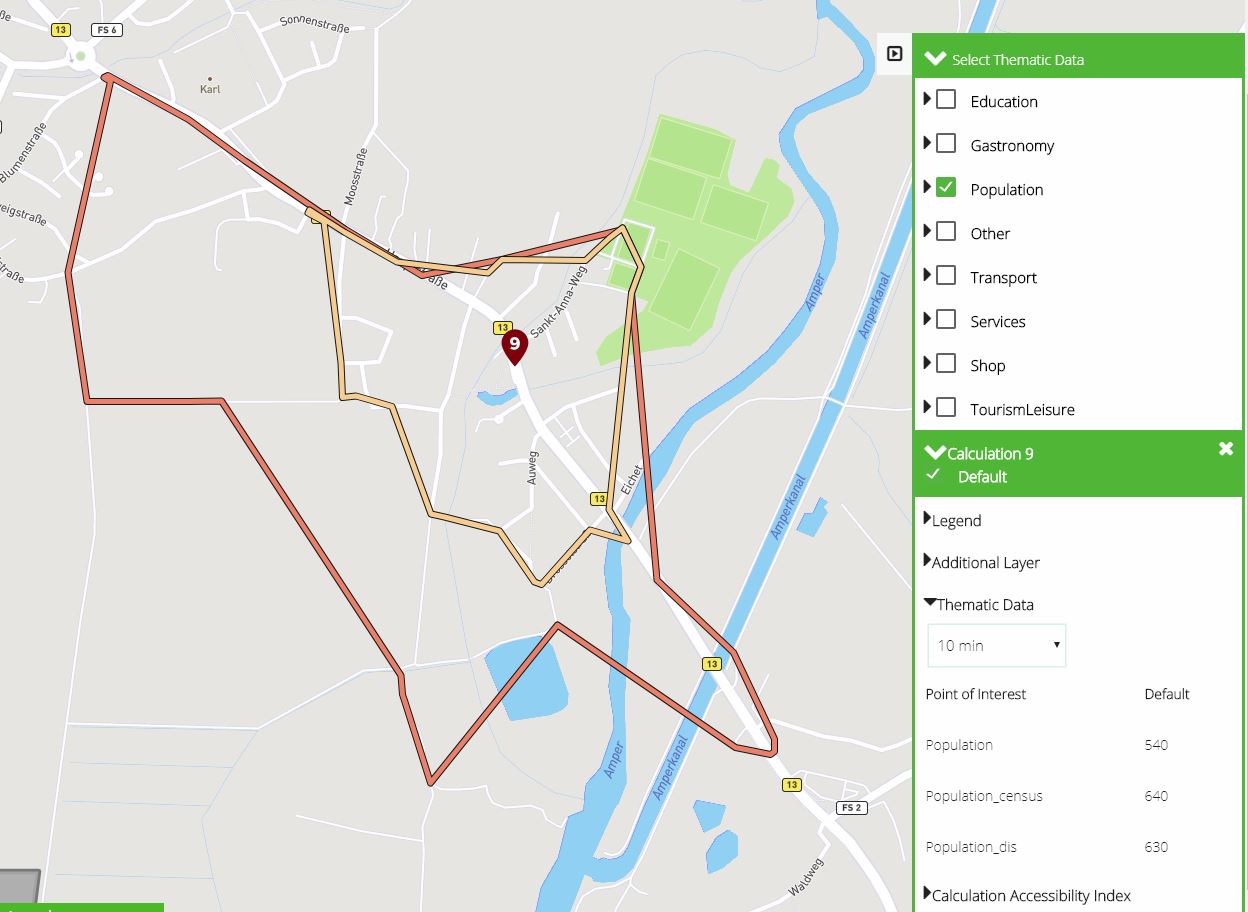 13
FS 6
Sonnenstraße
Karl
Blumenstraße
Moosstraße
13
Sankt-Anna-Weg
9
Amper
Amperkanal
Auweg
Eichet
13
Amperkanal
13
Amper
Amperkanal
13
FS 2
Waldweg
Select Thematic Data
Education
Gastronomy
Population
Other
Transport
Services
Shop
TourismLeisure
Calculation 9
Default
Legend
Additional Layer
Thematic Data
10 min
Point of Interest Default
Population 540
Population_census 640
Population_dis 630
Calculation Accessibility Index